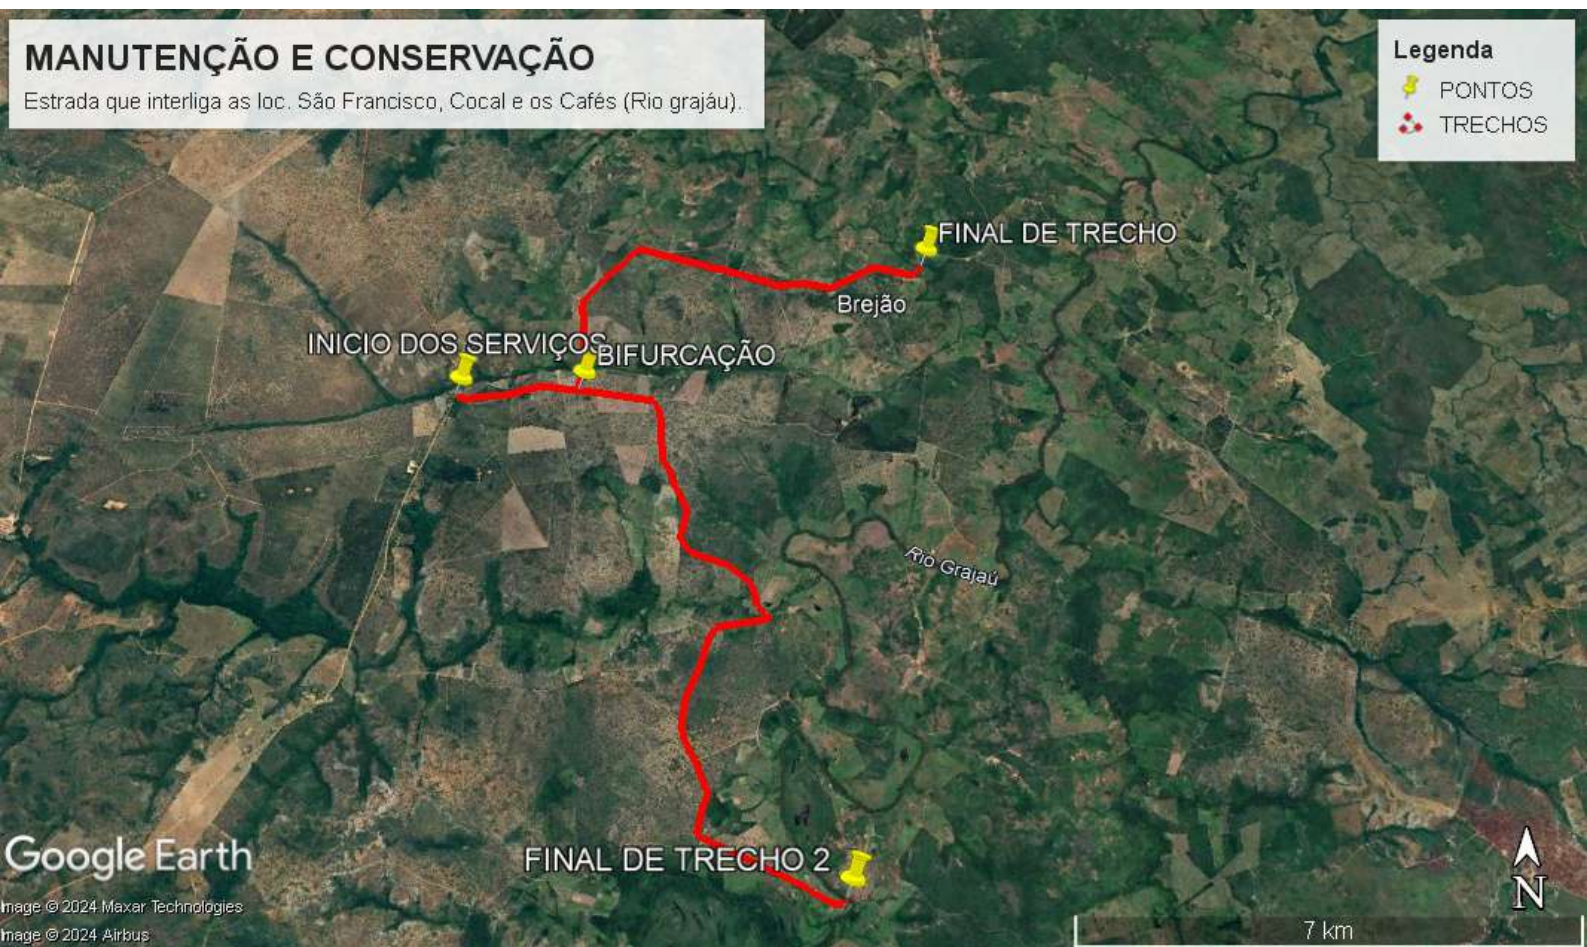 MANUTENÇÃO E CONSERVAÇÃO
Estrada que interliga as loc. São Francisco, Cocal e os Cafés (Rio grajáu).
Legenda
PONTOS
TRECHOS
FINAL DE TRECHO
Brejão
INICIO DOS SERVIÇOS
BIFURCAÇÃO
Rio Grajaú
FINAL DE TRECHO 2
Google Earth
Image © 2024 Maxar Technologies
Image © 2024 Airbus
N
7 km